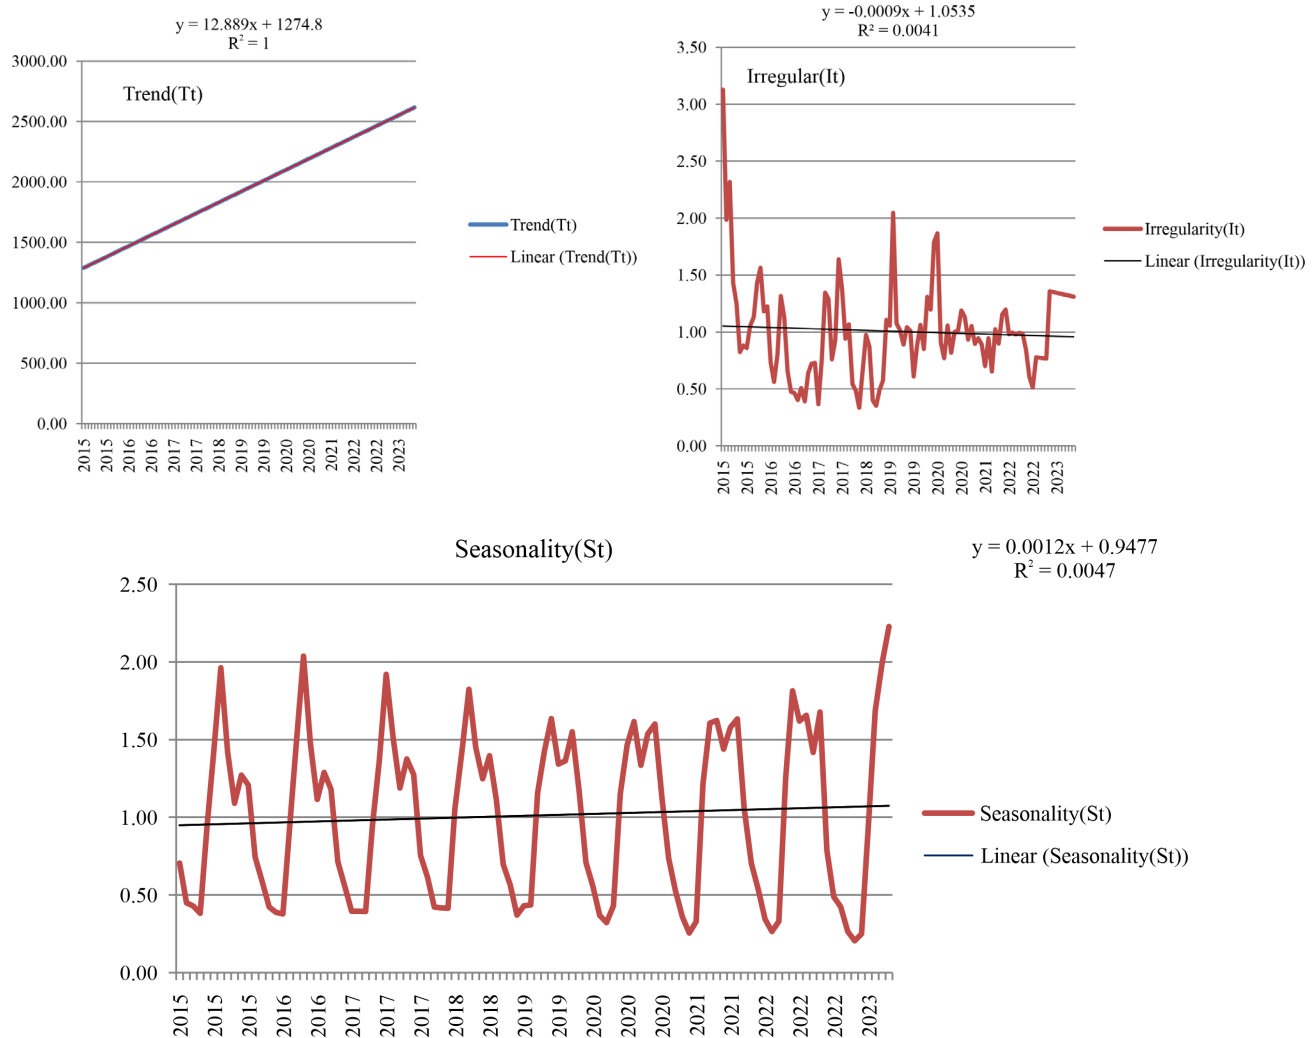 y = 12.889x + 1274.8
R² = 1
Trend(Tt)
3000.00
2500.00
2000.00
1500.00
1000.00
500.00
0.00
2015 2015 2016 2016 2017 2017 2018 2019 2019 2020 2020 2021 2022 2022 2023
Trend(Tt)
Linear (Trend(Tt))
y = -0.0009x + 1.0535
R² = 0.0041
Irregular(It)
3.50
3.00
2.50
2.00
1.50
1.00
0.50
0.00
2015 2015 2016 2016 2017 2017 2018 2019 2019 2020 2020 2021 2022 2022 2023
Irregularity(It)
Linear (Irregularity(It))
Seasonality(St)
y = 0.0012x + 0.9477
R² = 0.0047
2.50
2.00
1.50
1.00
0.50
0.00
2015 2015 2015 2016 2016 2017 2017 2017 2018 2018 2019 2019 2020 2020 2020 2021 2021 2022 2022 2022 2023
Seasonality(St)
Linear (Seasonality(St))